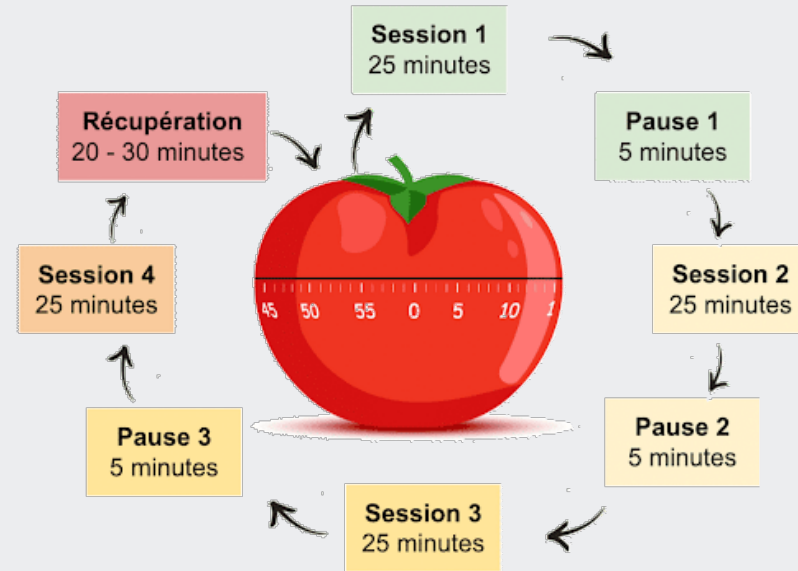 Session 1
25 minutes
Pause 1
5 minutes
Session 2
25 minutes
Pause 2
5 minutes
Session 3
25 minutes
Pause 3
5 minutes
Session 4
25 minutes
Récupération
20 - 30 minutes
45 50 55 0 5 10 1